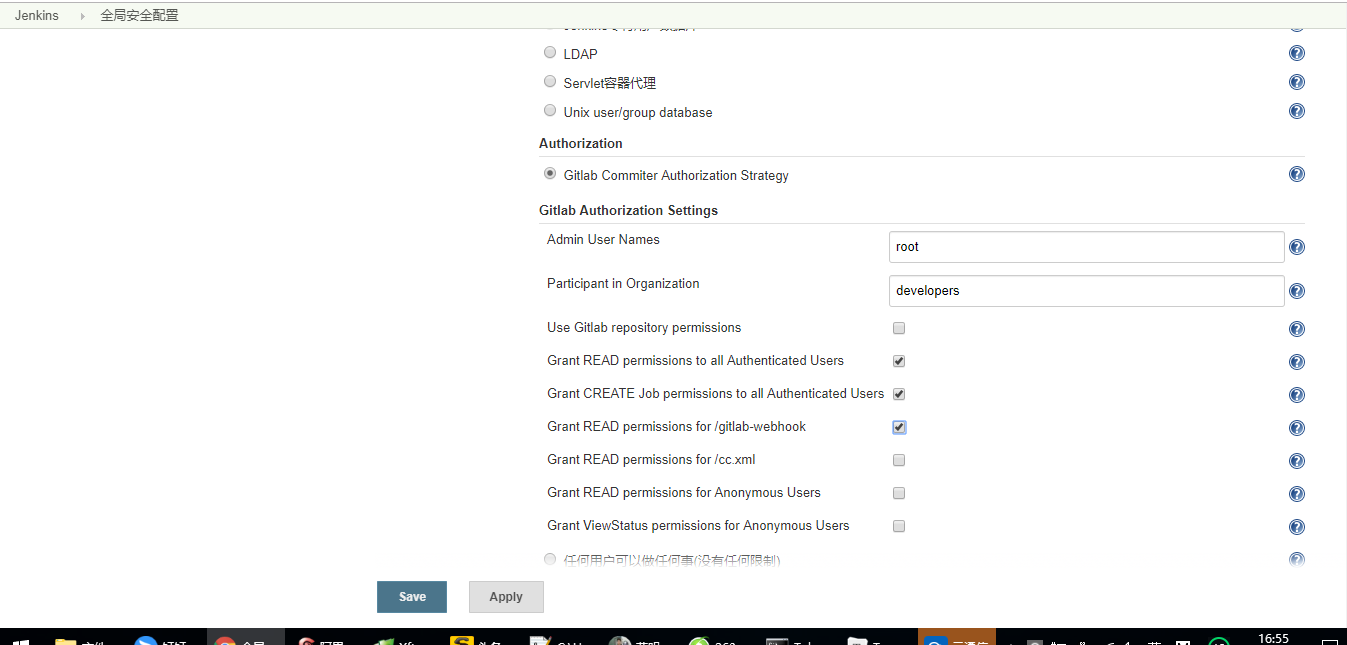 Jenkins
全局安全配置
LDAP
Servlet容器代理
Unix user/group database
Authorization
Gitlab Commiter Authorization Strategy
Gitlab Authorization Settings
Admin User Names
root
Participant in Organization
developers
Use Gitlab repository permissions
Grant READ permissions to all Authenticated Users
Grant CREATE Job permissions to all Authenticated Users
Grant READ permissions for /gitlab-webhook
Grant READ permissions for /cc.xml
Grant READ permissions for Anonymous Users
Grant ViewStatus permissions for Anonymous Users
任何用户可以做任何事(没有任何限制)
Save
Apply
16:55